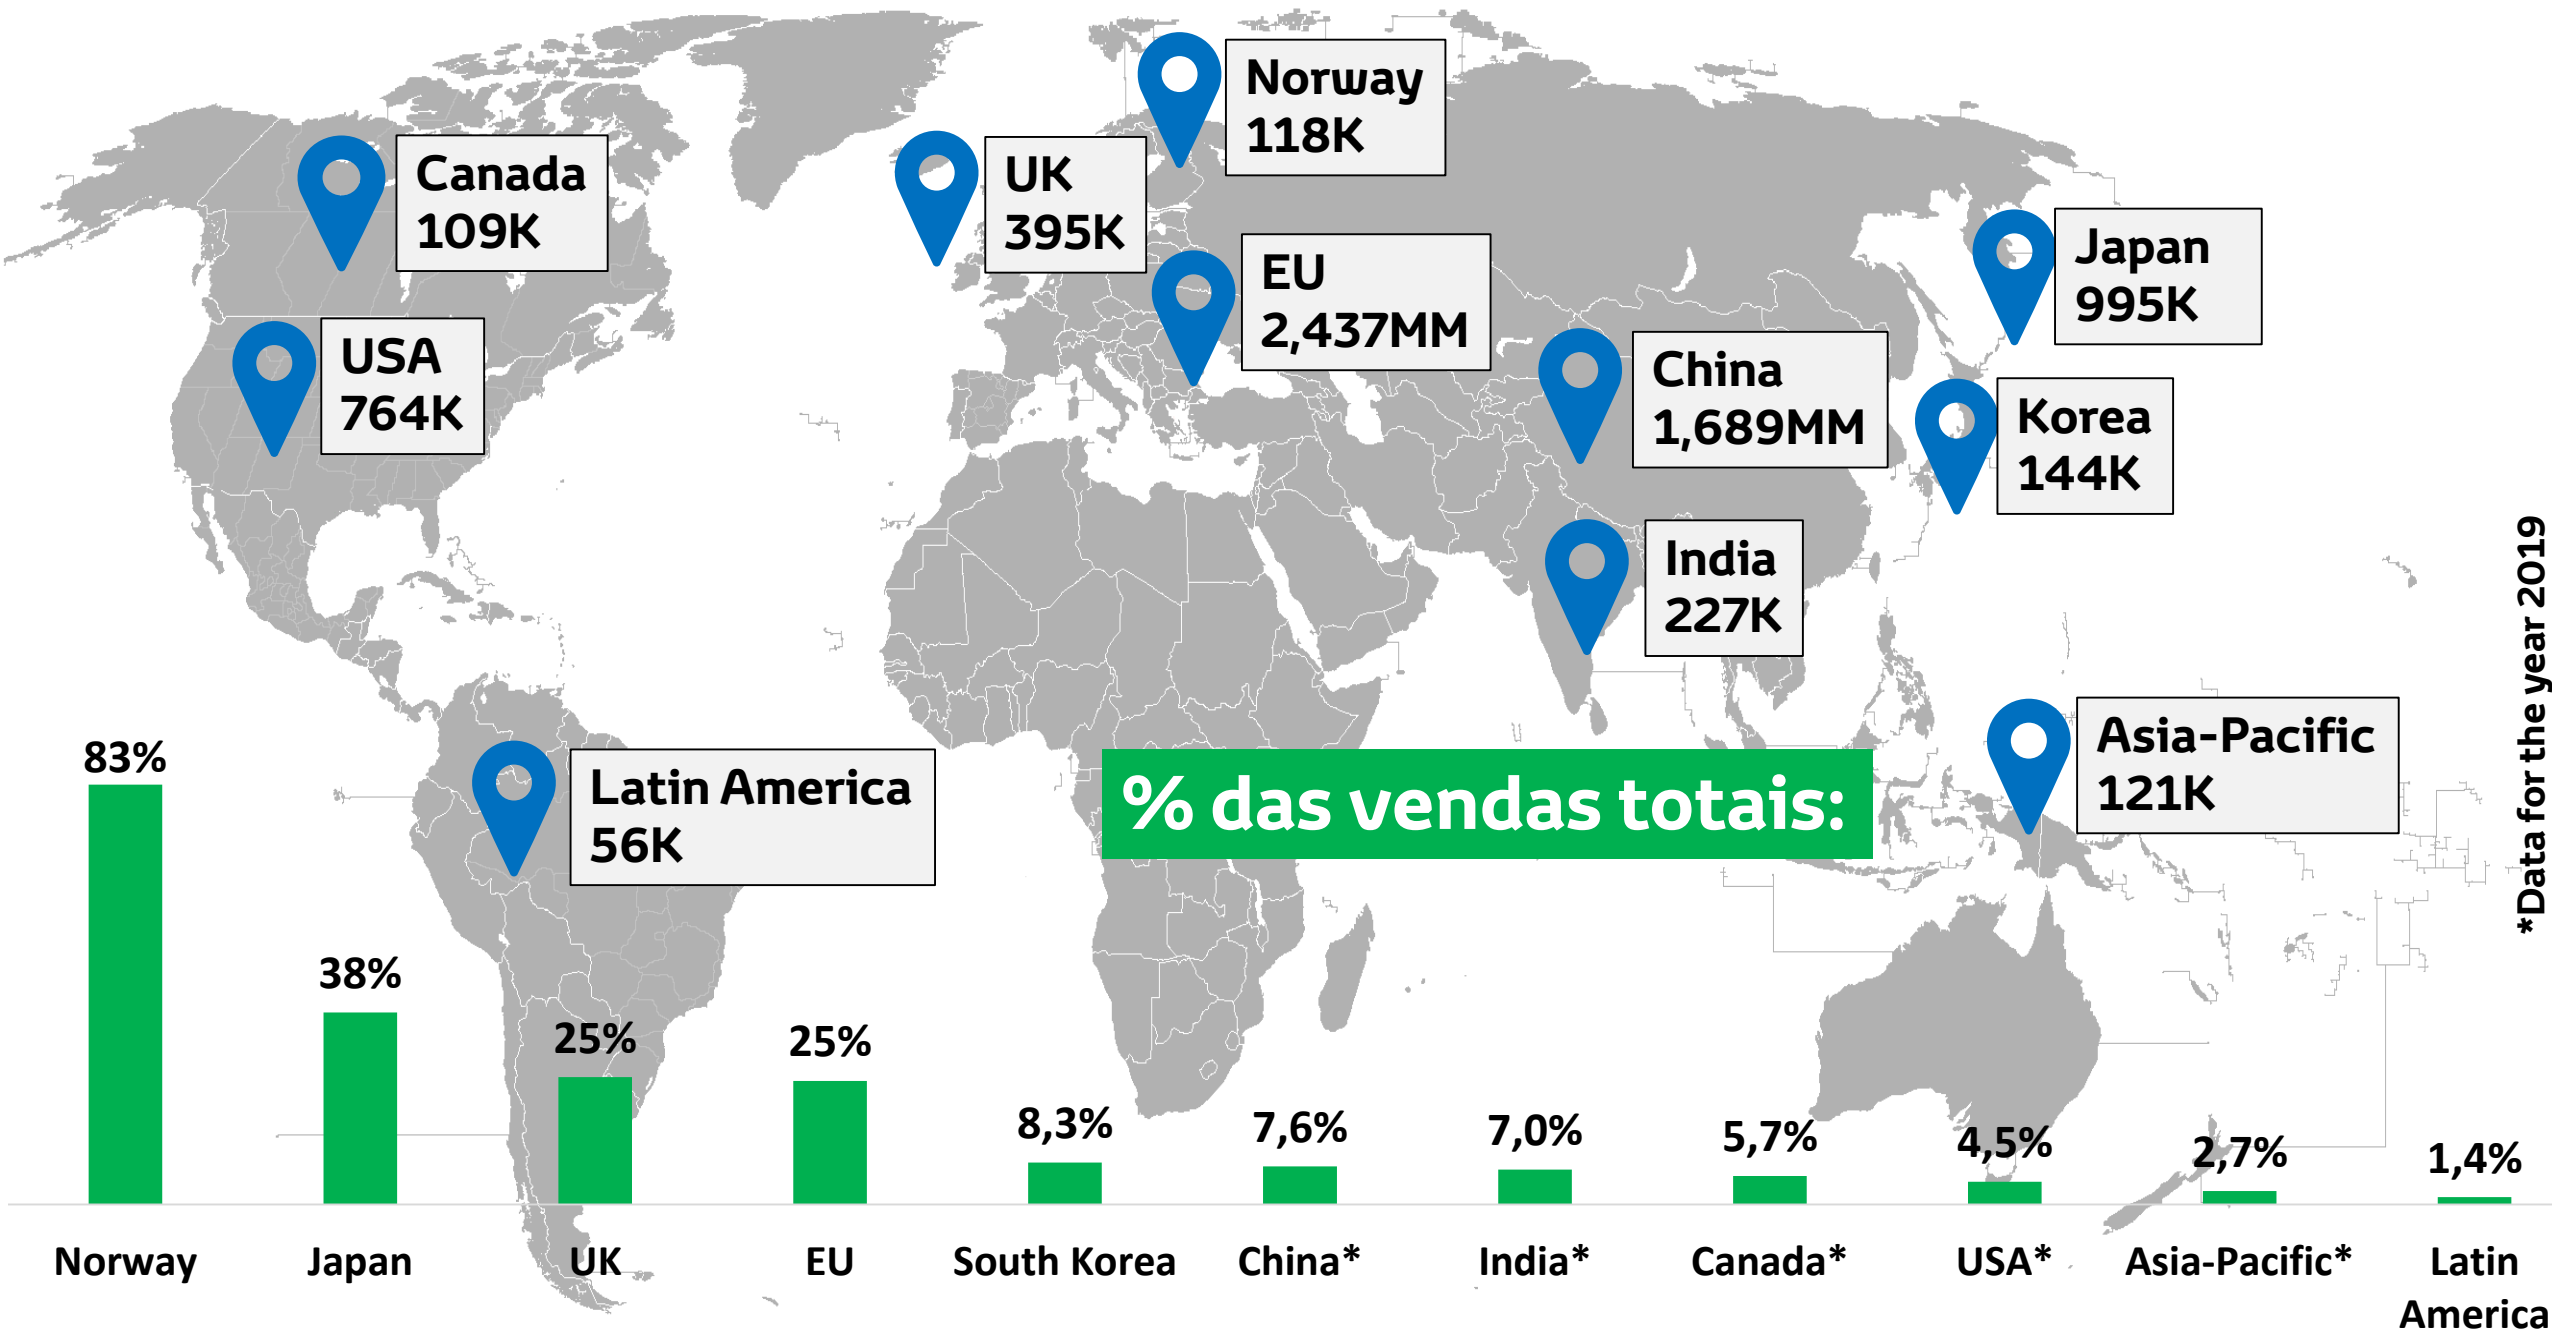 Norway
118K
Canada
109K
UK
395K
Japan
995K
EU
2,437MM
USA
764K
China
1,689MM
Korea
144K
India
227K
*Data for the year 2019
Asia-Pacific
121K
Latin America
56K
% das vendas totais:
83%
38%
25%
25%
8,3%
7,6%
7,0%
5,7%
4,5%
2,7%
1,4%
Norway
Japan
UK
EU
South Korea
China*
India*
Canada*
USA*
Asia-Pacific*
Latin
America